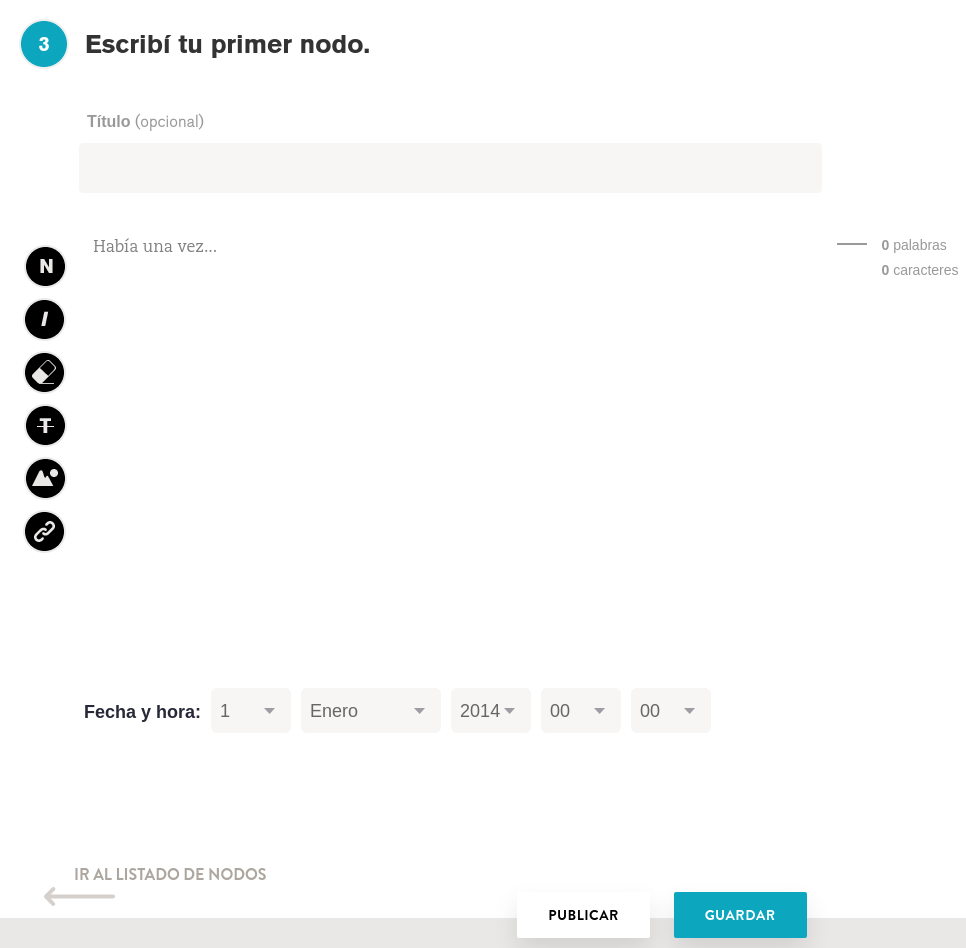 3 Escribí tu primer nodo.
Título (opcional)
Había una vez...
0 palabras
0 caracteres
N
I
T
Fecha y hora: 1 Enero 2014 00 00
IR AL LISTADO DE NODOS
PUBLICAR GUARDAR